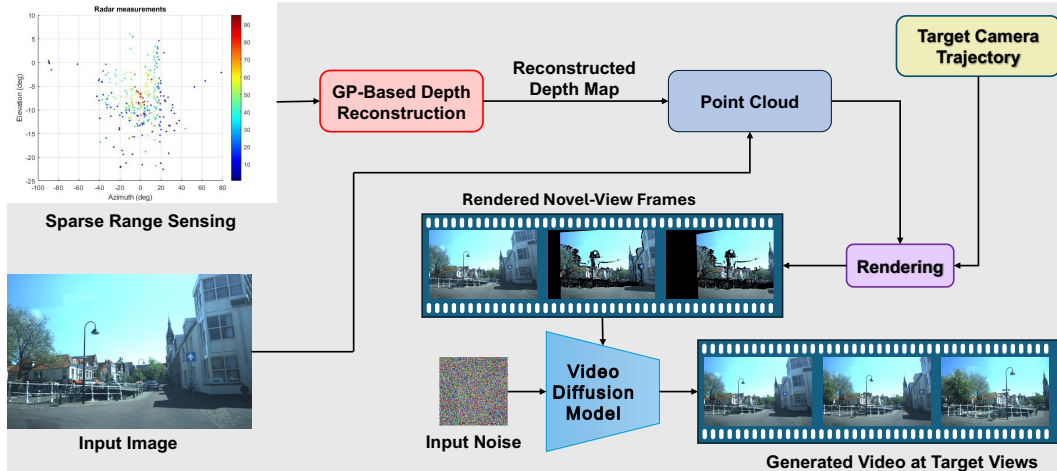 Radar measurements
Elevation (deg)
10
5
0
-5
-10
-15
-20
25
-100 -80 -60 -40 -20 0 20 40 60 80
Azimuth (deg)
90
80
70
60
50
40
30
20
10
Sparse Range Sensing
GP-Based Depth
Reconstruction
Reconstructed
Depth Map
Point Cloud
Target Camera
Trajectory
Rendered Novel-View Frames
Rendering
Input Image
Input Noise
Video
Diffusion
Model
Generated Video at Target Views